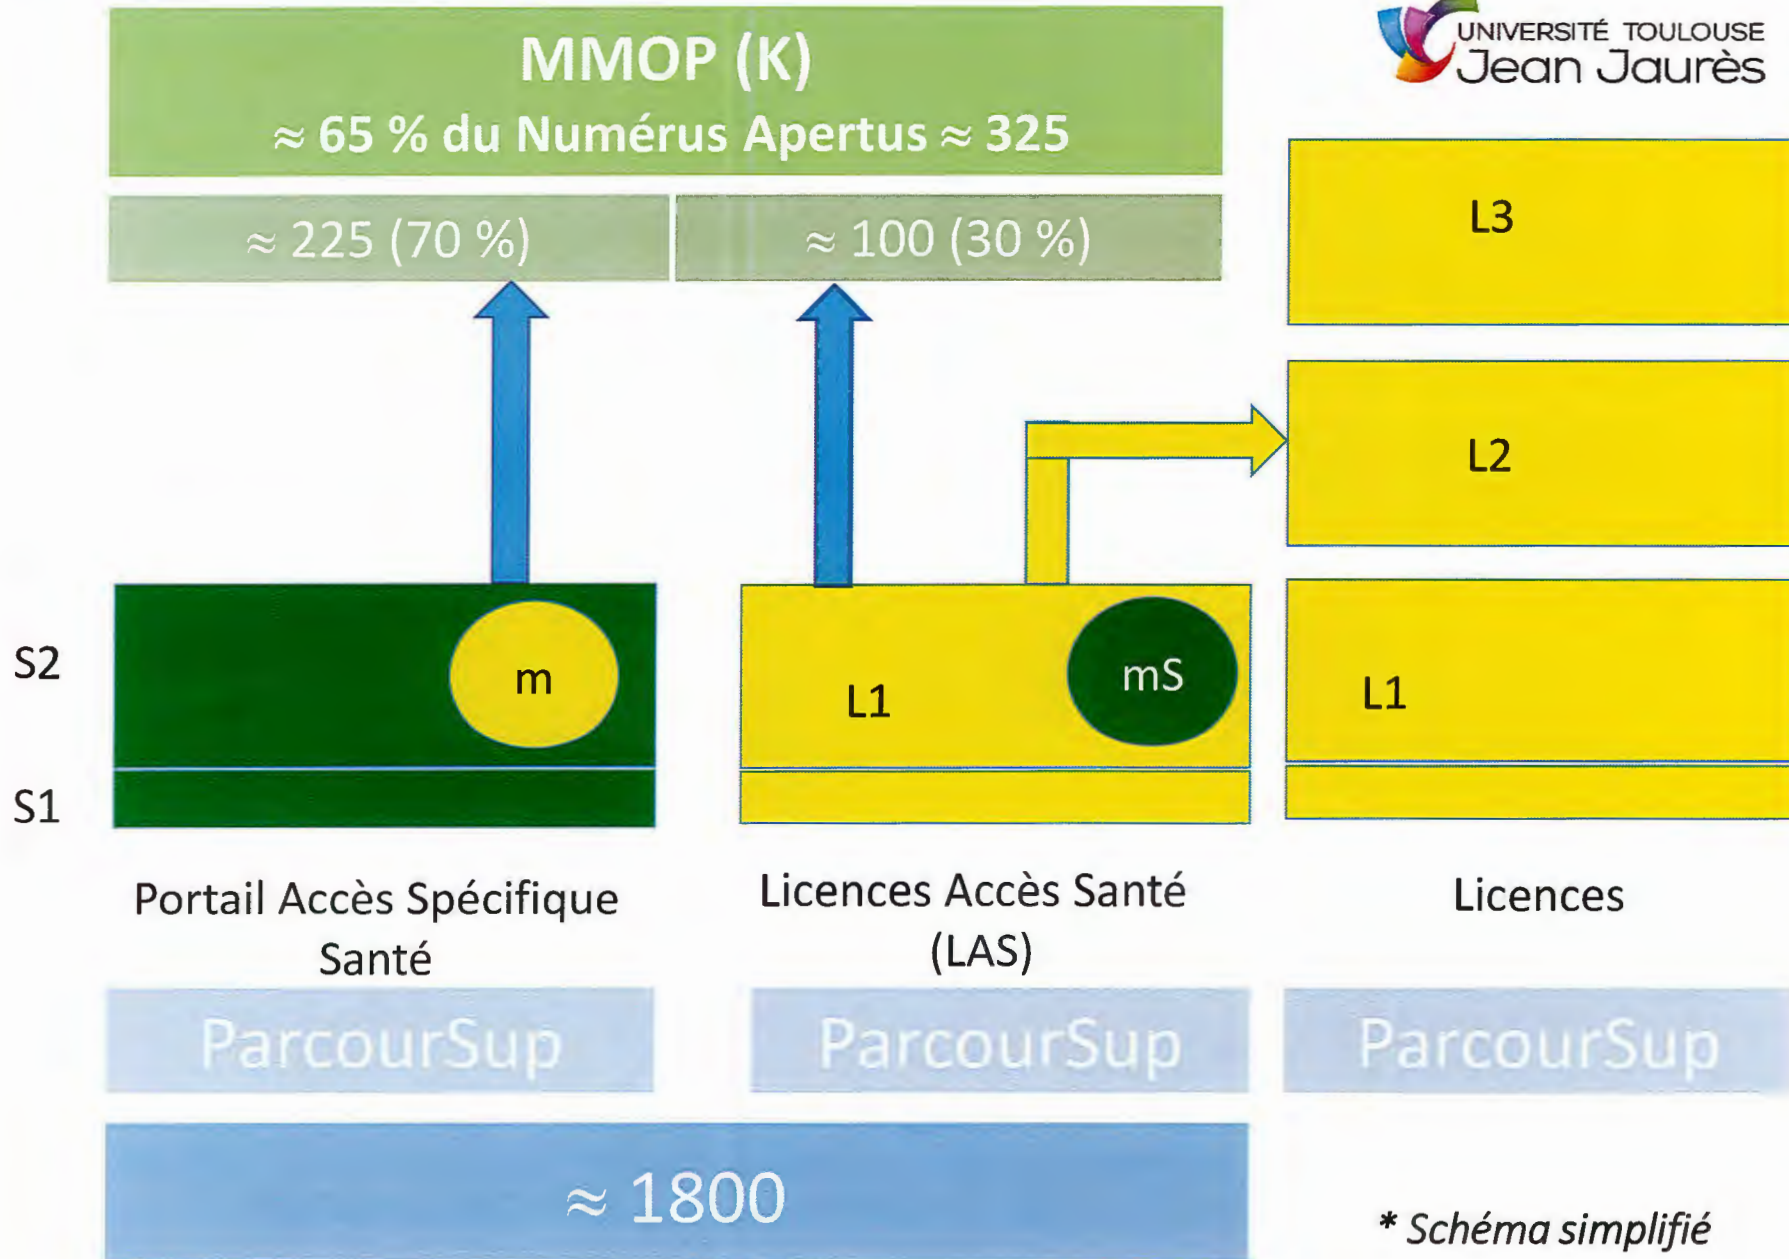 MMOP (K)
≈ 65 % du Numérus Apertus ≈ 325
UNIVERSITÉ TOULOUSE
Jean Jaurès
≈ 225 (70 %)
≈ 100 (30 %)
L3
L2
S2
m
L1
mS
L1
S1
Portail Accès Spécifique
Santé
Licences Accès Santé
(LAS)
Licences
ParcourSup
ParcourSup
ParcourSup
≈ 1800
* Schéma simplifié